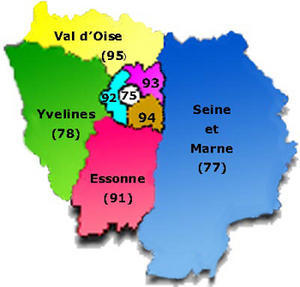 Val d'Oise
(95)
93
92
75
94
Yvelines
(78)
Seine
et
Marne
(77)
Essonne
(91)